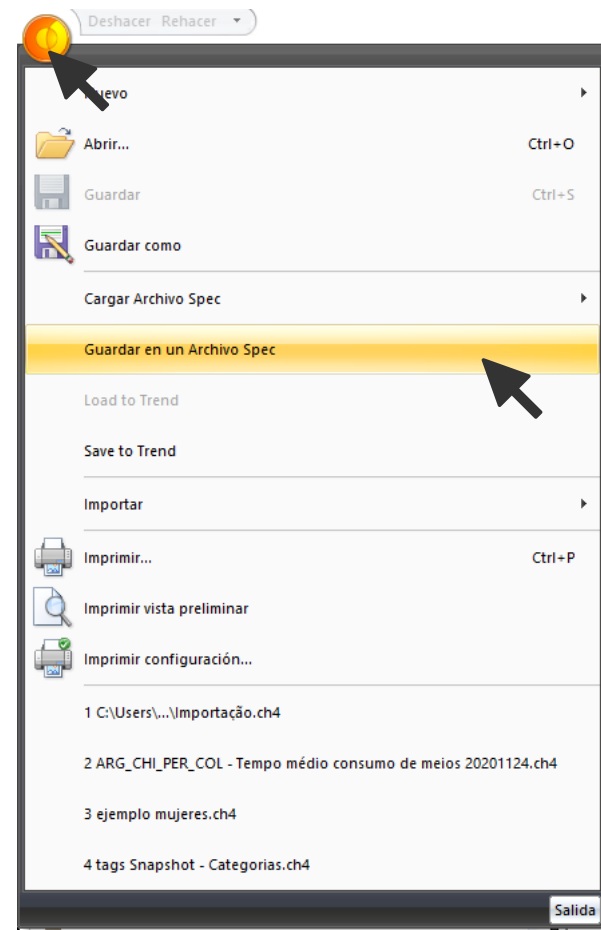 Deshacer Rehacer
Nuevo
Abrir... Ctrl+O
Guardar Ctrl+S
Guardar como
Cargar Archivo Spec
Guardar en un Archivo Spec
Load to Trend
Save to Trend
Importar
Imprimir... Ctrl+P
Imprimir vista preliminar
Imprimir configuración...
1 C:\Users\...\Importação.ch4
2 ARG_CHI_PER_COL - Tempo médio consumo de meios 20201124.ch4
3 ejemplo mujeres.ch4
4 tags Snapshot - Categorias.ch4
Salida